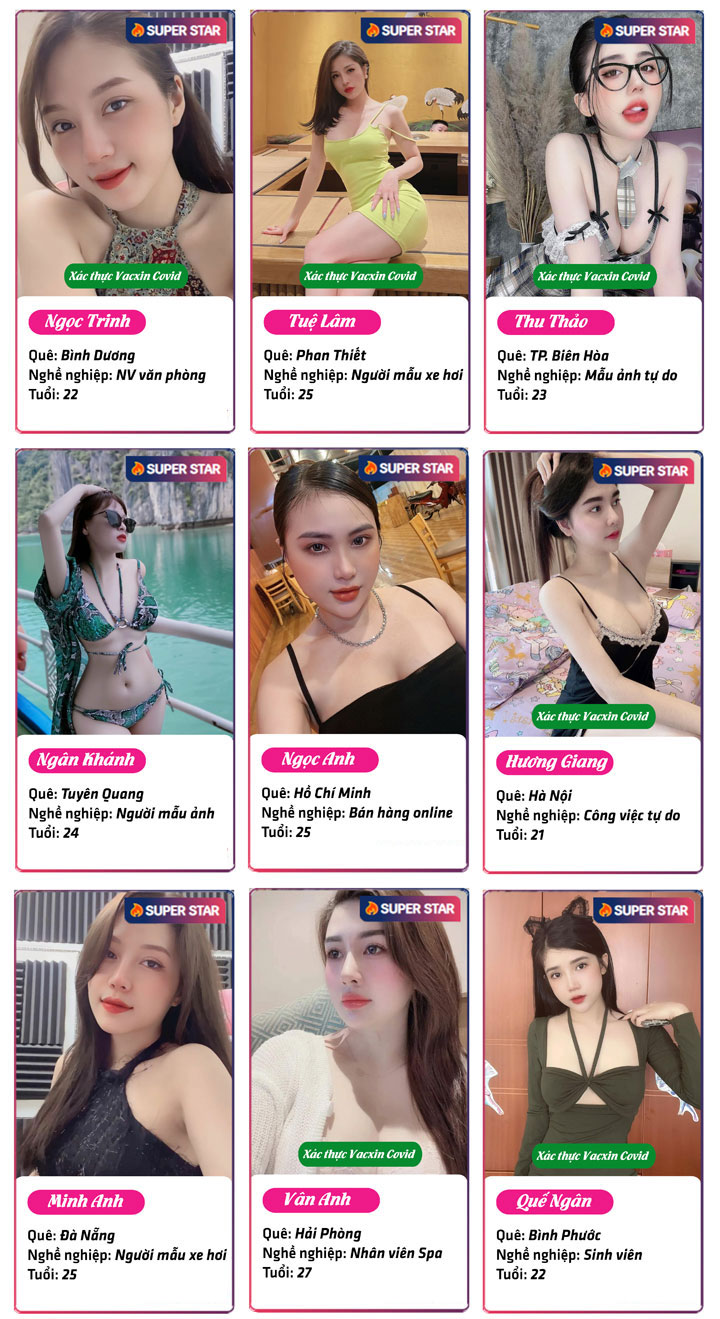 SUPER STAR
Xác thực Vacxin Covid
Ngọc Trinh
Quê: Bình Dương
Nghề nghiệp: NV văn phòng
Tuổi: 22
SUPER STAR
Xác thực Vacxin Covid
Tuệ Lâm
Quê: Phan Thiết
Nghề nghiệp: Người mẫu xe hơi
Tuổi: 25
SUPER STAR
Xác thực Vacxin Covid
Thu Thảo
Quê: TP. Biên Hòa
Nghề nghiệp: Mẫu ảnh tự do
Tuổi: 23
SUPER STAR
Ngân Khánh
Quê: Tuyên Quang
Nghề nghiệp: Người mẫu ảnh
Tuổi: 24
SUPER STAR
Ngọc Anh
Quê: Hồ Chí Minh
Nghề nghiệp: Bán hàng online
Tuổi: 25
SUPER STAR
Xác thực Vacxin Covid
Hương Giang
Quê: Hà Nội
Nghề nghiệp: Công việc tự do
Tuổi: 21
SUPER STAR
Minh Anh
Quê: Đà Nẵng
Nghề nghiệp: Người mẫu xe hơi
Tuổi: 25
SUPER STAR
Xác thực Vacxin Covid
Vân Anh
Quê: Hải Phòng
Nghề nghiệp: Nhân viên Spa
Tuổi: 27
SUPER STAR
Xác thực Vacxin Covid
Quế Ngân
Quê: Bình Phước
Nghề nghiệp: Sinh viên
Tuổi: 22